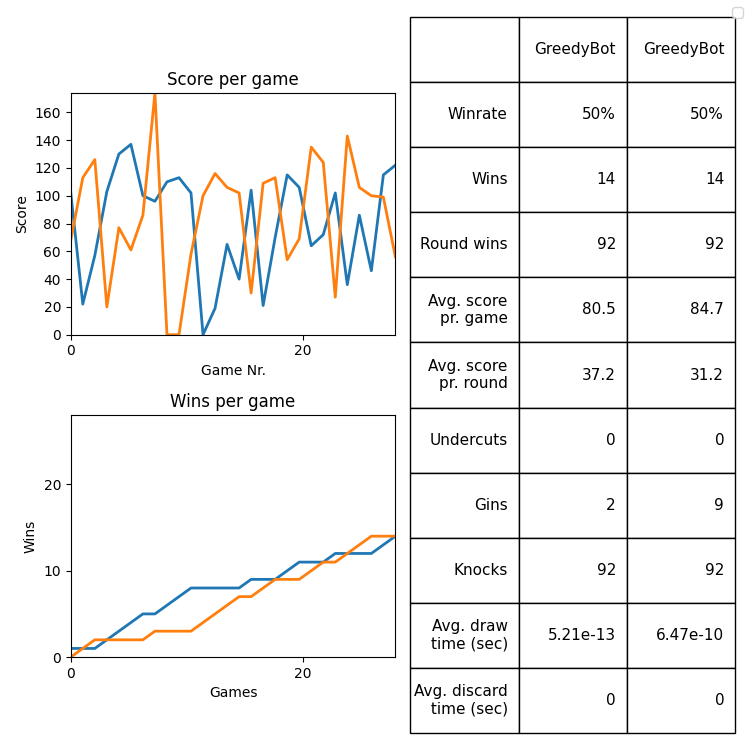 Score per game
160
140
120
100
80
60
40
20
0
Score
0 20
Game Nr.
Wins per game
20
10
0
Wins
0 20
Games
GreedyBot GreedyBot
Winrate 50% 50%
Wins 14 14
Round wins 92 92
Avg. score
pr. game 80.5 84.7
Avg. score
pr. round 37.2 31.2
Undercuts 0 0
Gins 2 9
Knocks 92 92
Avg. draw
time (sec) 5.21e-13 6.47e-10
Avg. discard
time (sec) 0 0